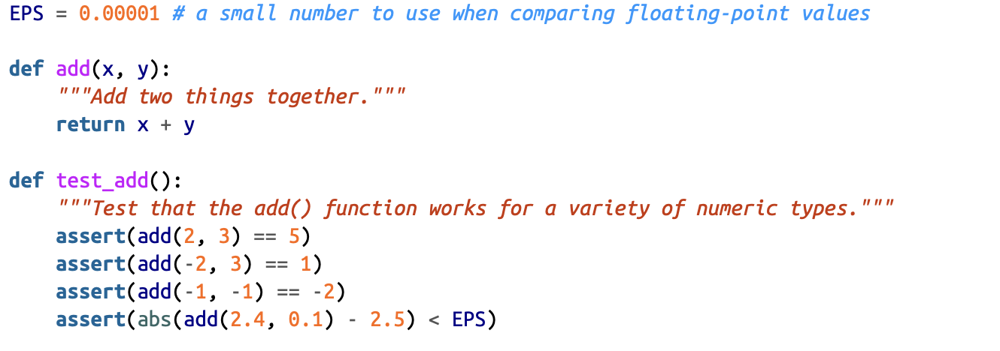 EPS = 0.00001 # a small number to use when comparing floating-point values
def add(x, y):
    """Add two things together."""
    return x + y
def test_add():
    """Test that the add() function works for a variety of numeric types."""
    assert(add(2, 3) == 5)
    assert(add(-2, 3) == 1)
    assert(add(-1, -1) == -2)
    assert(abs(add(2.4, 0.1) - 2.5) < EPS)